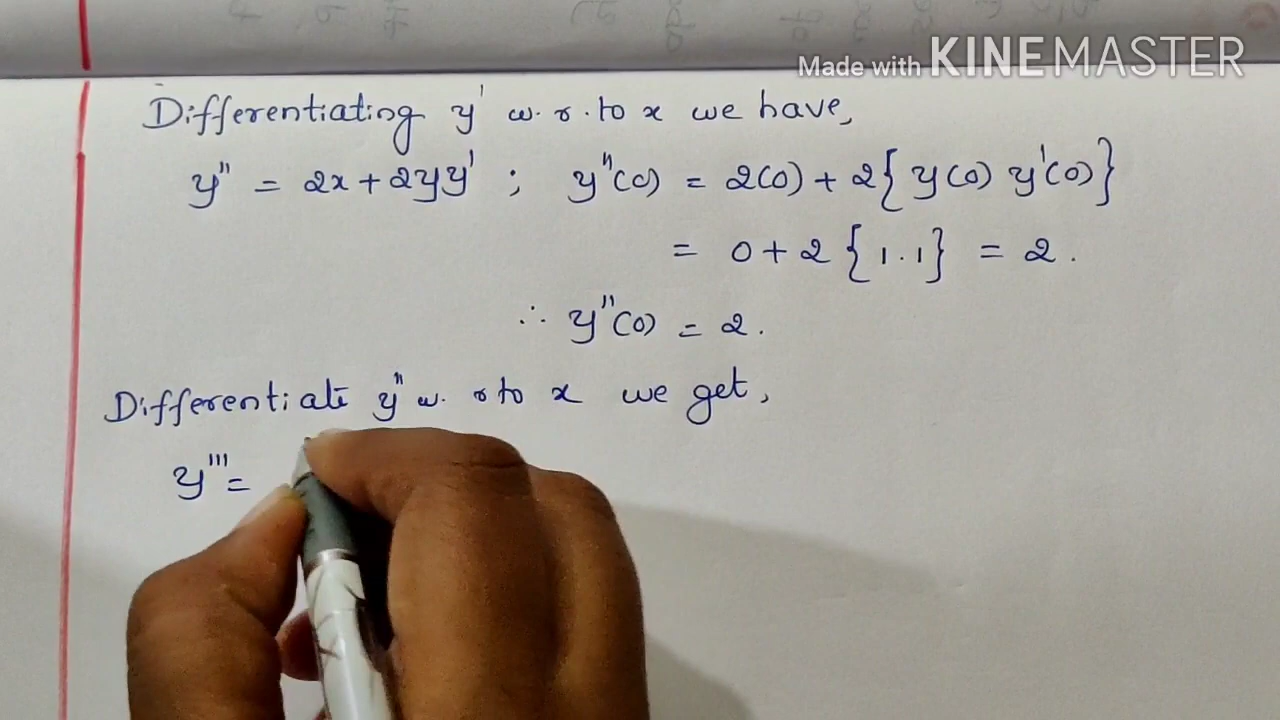 Made with KINEMASTER
Differentiating y' w.r.to x we have,
y'' = 2x + 2yy' ; y''(0) = 2(0) + 2{y(0) y'(0)}
= 0 + 2 {1.1} = 2.
∴ y''(0) = 2.
Differentiate y'' w. r to x we get,
y''' =